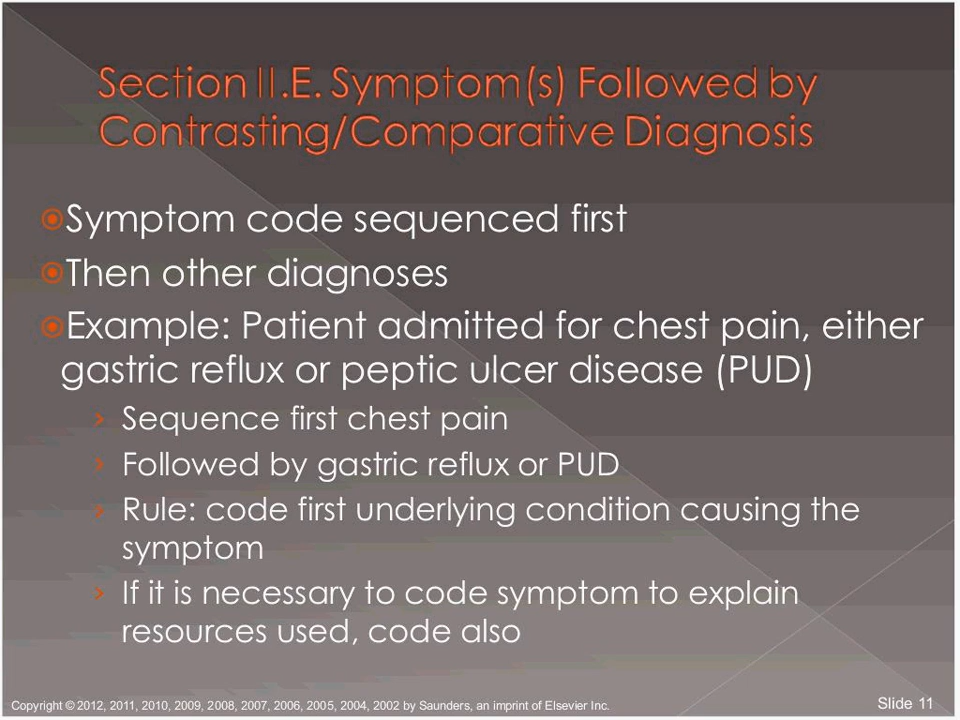 Section II.E. Symptom(s) Followed by
Contrasting/Comparative Diagnosis
Symptom code sequenced first
Then other diagnoses
Example: Patient admitted for chest pain, either
gastric reflux or peptic ulcer disease (PUD)
› Sequence first chest pain
› Followed by gastric reflux or PUD
› Rule: code first underlying condition causing the
symptom
› If it is necessary to code symptom to explain
resources used, code also
Copyright © 2012, 2011, 2010, 2009, 2008, 2007, 2006, 2005, 2004, 2002 by Saunders, an imprint of Elsevier Inc.
Slide 11